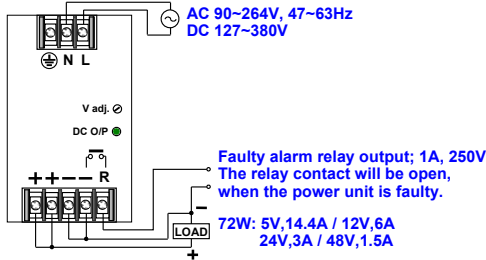 AC 90~264V, 47~63Hz
DC 127~380V
N L
V adj.
DC O/P
+ + − − R
Faulty alarm relay output; 1A, 250V
The relay contact will be open,
when the power unit is faulty.
−
LOAD
+
72W: 5V,14.4A / 12V,6A
24V,3A / 48V,1.5A